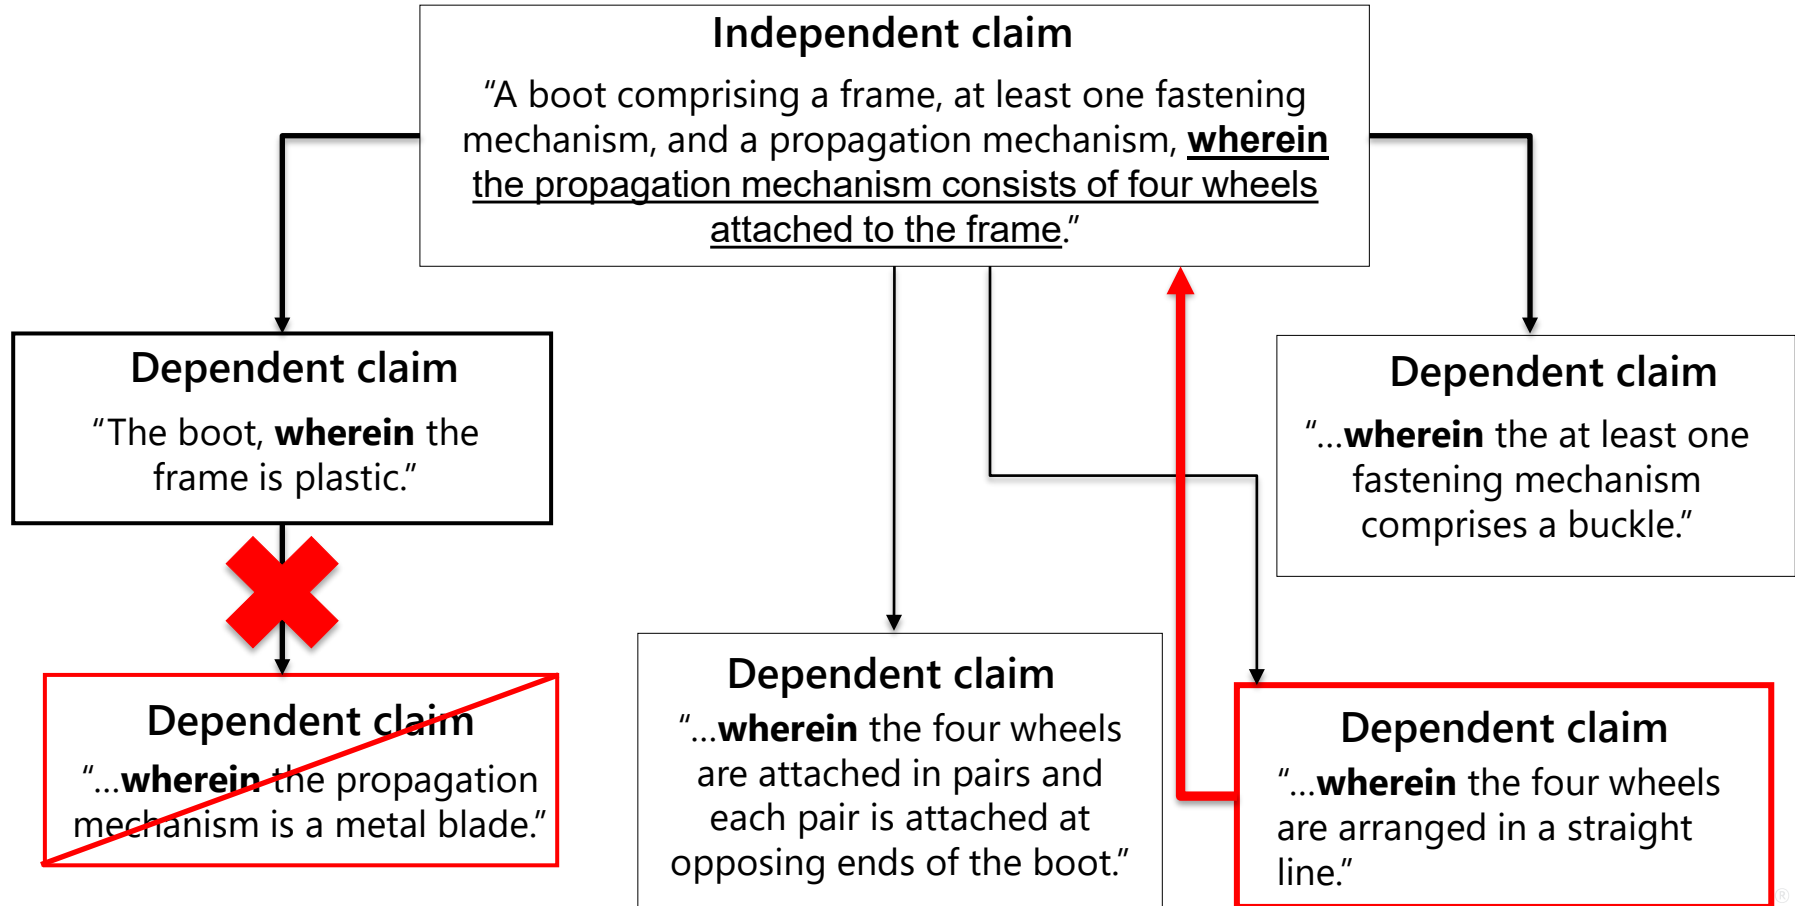 Independent claim
“A boot comprising a frame, at least one fastening
mechanism, and a propagation mechanism, wherein
the propagation mechanism consists of four wheels
attached to the frame.”
Dependent claim
“The boot, wherein the
frame is plastic.”
Dependent claim
“...wherein the at least one
fastening mechanism
comprises a buckle.”
Dependent claim
“...wherein the propagation
mechanism is a metal blade.”
Dependent claim
“...wherein the four wheels
are attached in pairs and
each pair is attached at
opposing ends of the boot.”
Dependent claim
“...wherein the four wheels
are arranged in a straight
line.”
®